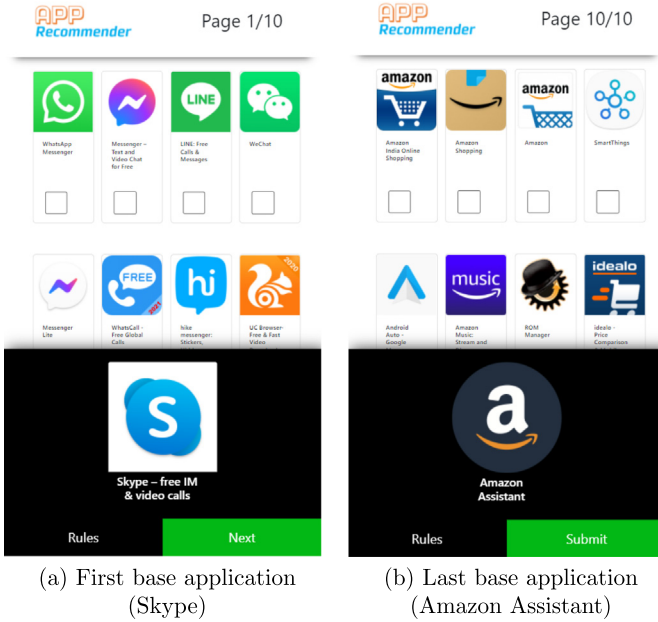 APP
Recommender
Page 1/10
WhatsApp
Messenger
Messenger –
Text and
Video Chat
for Free
LINE
LINE: Free
Calls &
Messages
WeChat
Messenger
Lite
FREE
2021
WhatsCall -
Free Global
Calls
hi
hike
messenger:
Stickers,
2020
UC Browser-
Free & Fast
Video
S
Skype – free IM
& video calls
Rules
Next
(a) First base application
(Skype)
APP
Recommender
Page 10/10
amazon
Amazon
India Online
Shopping
Amazon
Shopping
amazon
Amazon
SmartThings
Android
Auto -
Google
music
Amazon
Music:
Stream and
ROM
Manager
idealo
idealo -
Price
Comparison
a
Amazon
Assistant
Rules
Submit
(b) Last base application
(Amazon Assistant)